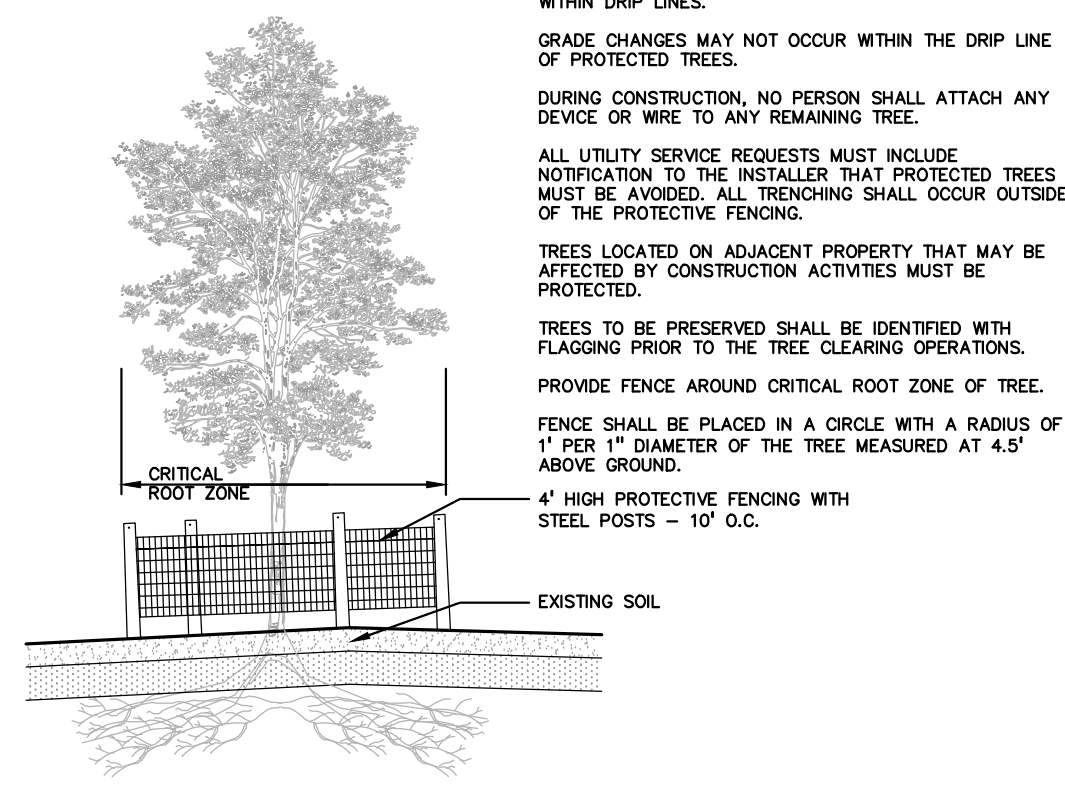 WITHIN DRIP LINES.
GRADE CHANGES MAY NOT OCCUR WITHIN THE DRIP LINE
OF PROTECTED TREES.
DURING CONSTRUCTION, NO PERSON SHALL ATTACH ANY
DEVICE OR WIRE TO ANY REMAINING TREE.
ALL UTILITY SERVICE REQUESTS MUST INCLUDE
NOTIFICATION TO THE INSTALLER THAT PROTECTED TREES
MUST BE AVOIDED. ALL TRENCHING SHALL OCCUR OUTSIDE
OF THE PROTECTIVE FENCING.
TREES LOCATED ON ADJACENT PROPERTY THAT MAY BE
AFFECTED BY CONSTRUCTION ACTIVITIES MUST BE
PROTECTED.
TREES TO BE PRESERVED SHALL BE IDENTIFIED WITH
FLAGGING PRIOR TO THE TREE CLEARING OPERATIONS.
PROVIDE FENCE AROUND CRITICAL ROOT ZONE OF TREE.
FENCE SHALL BE PLACED IN A CIRCLE WITH A RADIUS OF
1' PER 1" DIAMETER OF THE TREE MEASURED AT 4.5'
ABOVE GROUND.
CRITICAL
ROOT ZONE
4' HIGH PROTECTIVE FENCING WITH
STEEL POSTS – 10' O.C.
EXISTING SOIL